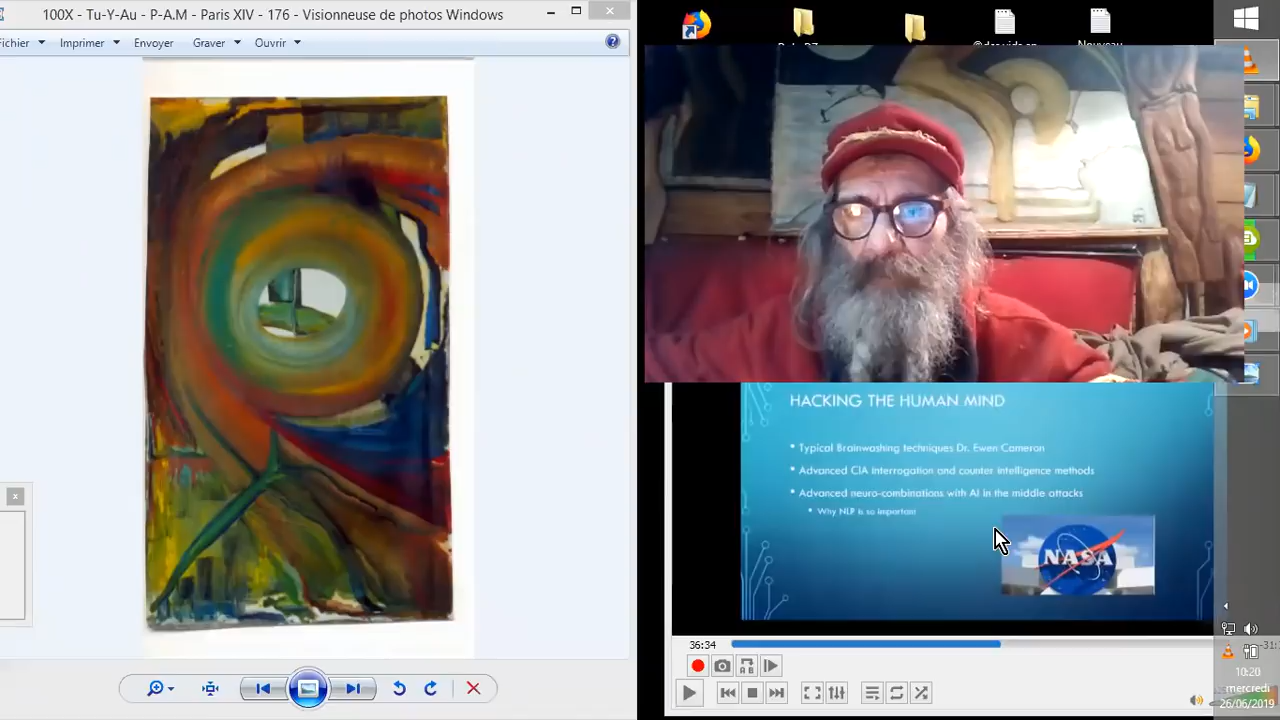 100X - Turc-Aut - P-A.M - Paris XIV - 176 - Visionneuse de photos Windows
Fichier Imprimer Envoyer Graver Ouvrir
HACKING THE HUMAN MIND
• Typical Brainwashing techniques Dr. Ewen Cameron
• Advanced CIA interrogation and counter intelligence methods
• Advanced neuro-combinations with AI in the middle attacks
• Why NLP is so important
NASA
36:34
10:20
mercredi
26/06/2019